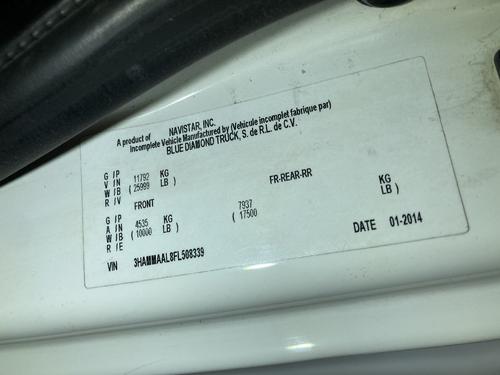 A product of NAVISTAR, INC.
Incomplete Vehicle Manufactured by (Vehicule incomplet fabrique par)
BLUE DIAMOND TRUCK, S. de R.L. de C.V.
G /P 11792 KG
V /N ( 25999 LB )
W /B
R /V FRONT FR-REAR-RR KG
LB )
G /P 4535 KG 7937
A /N ( 10000 LB ) ( 17500
W /B
R /E
VIN 3HAMMAAL8FL508339 DATE 01-2014